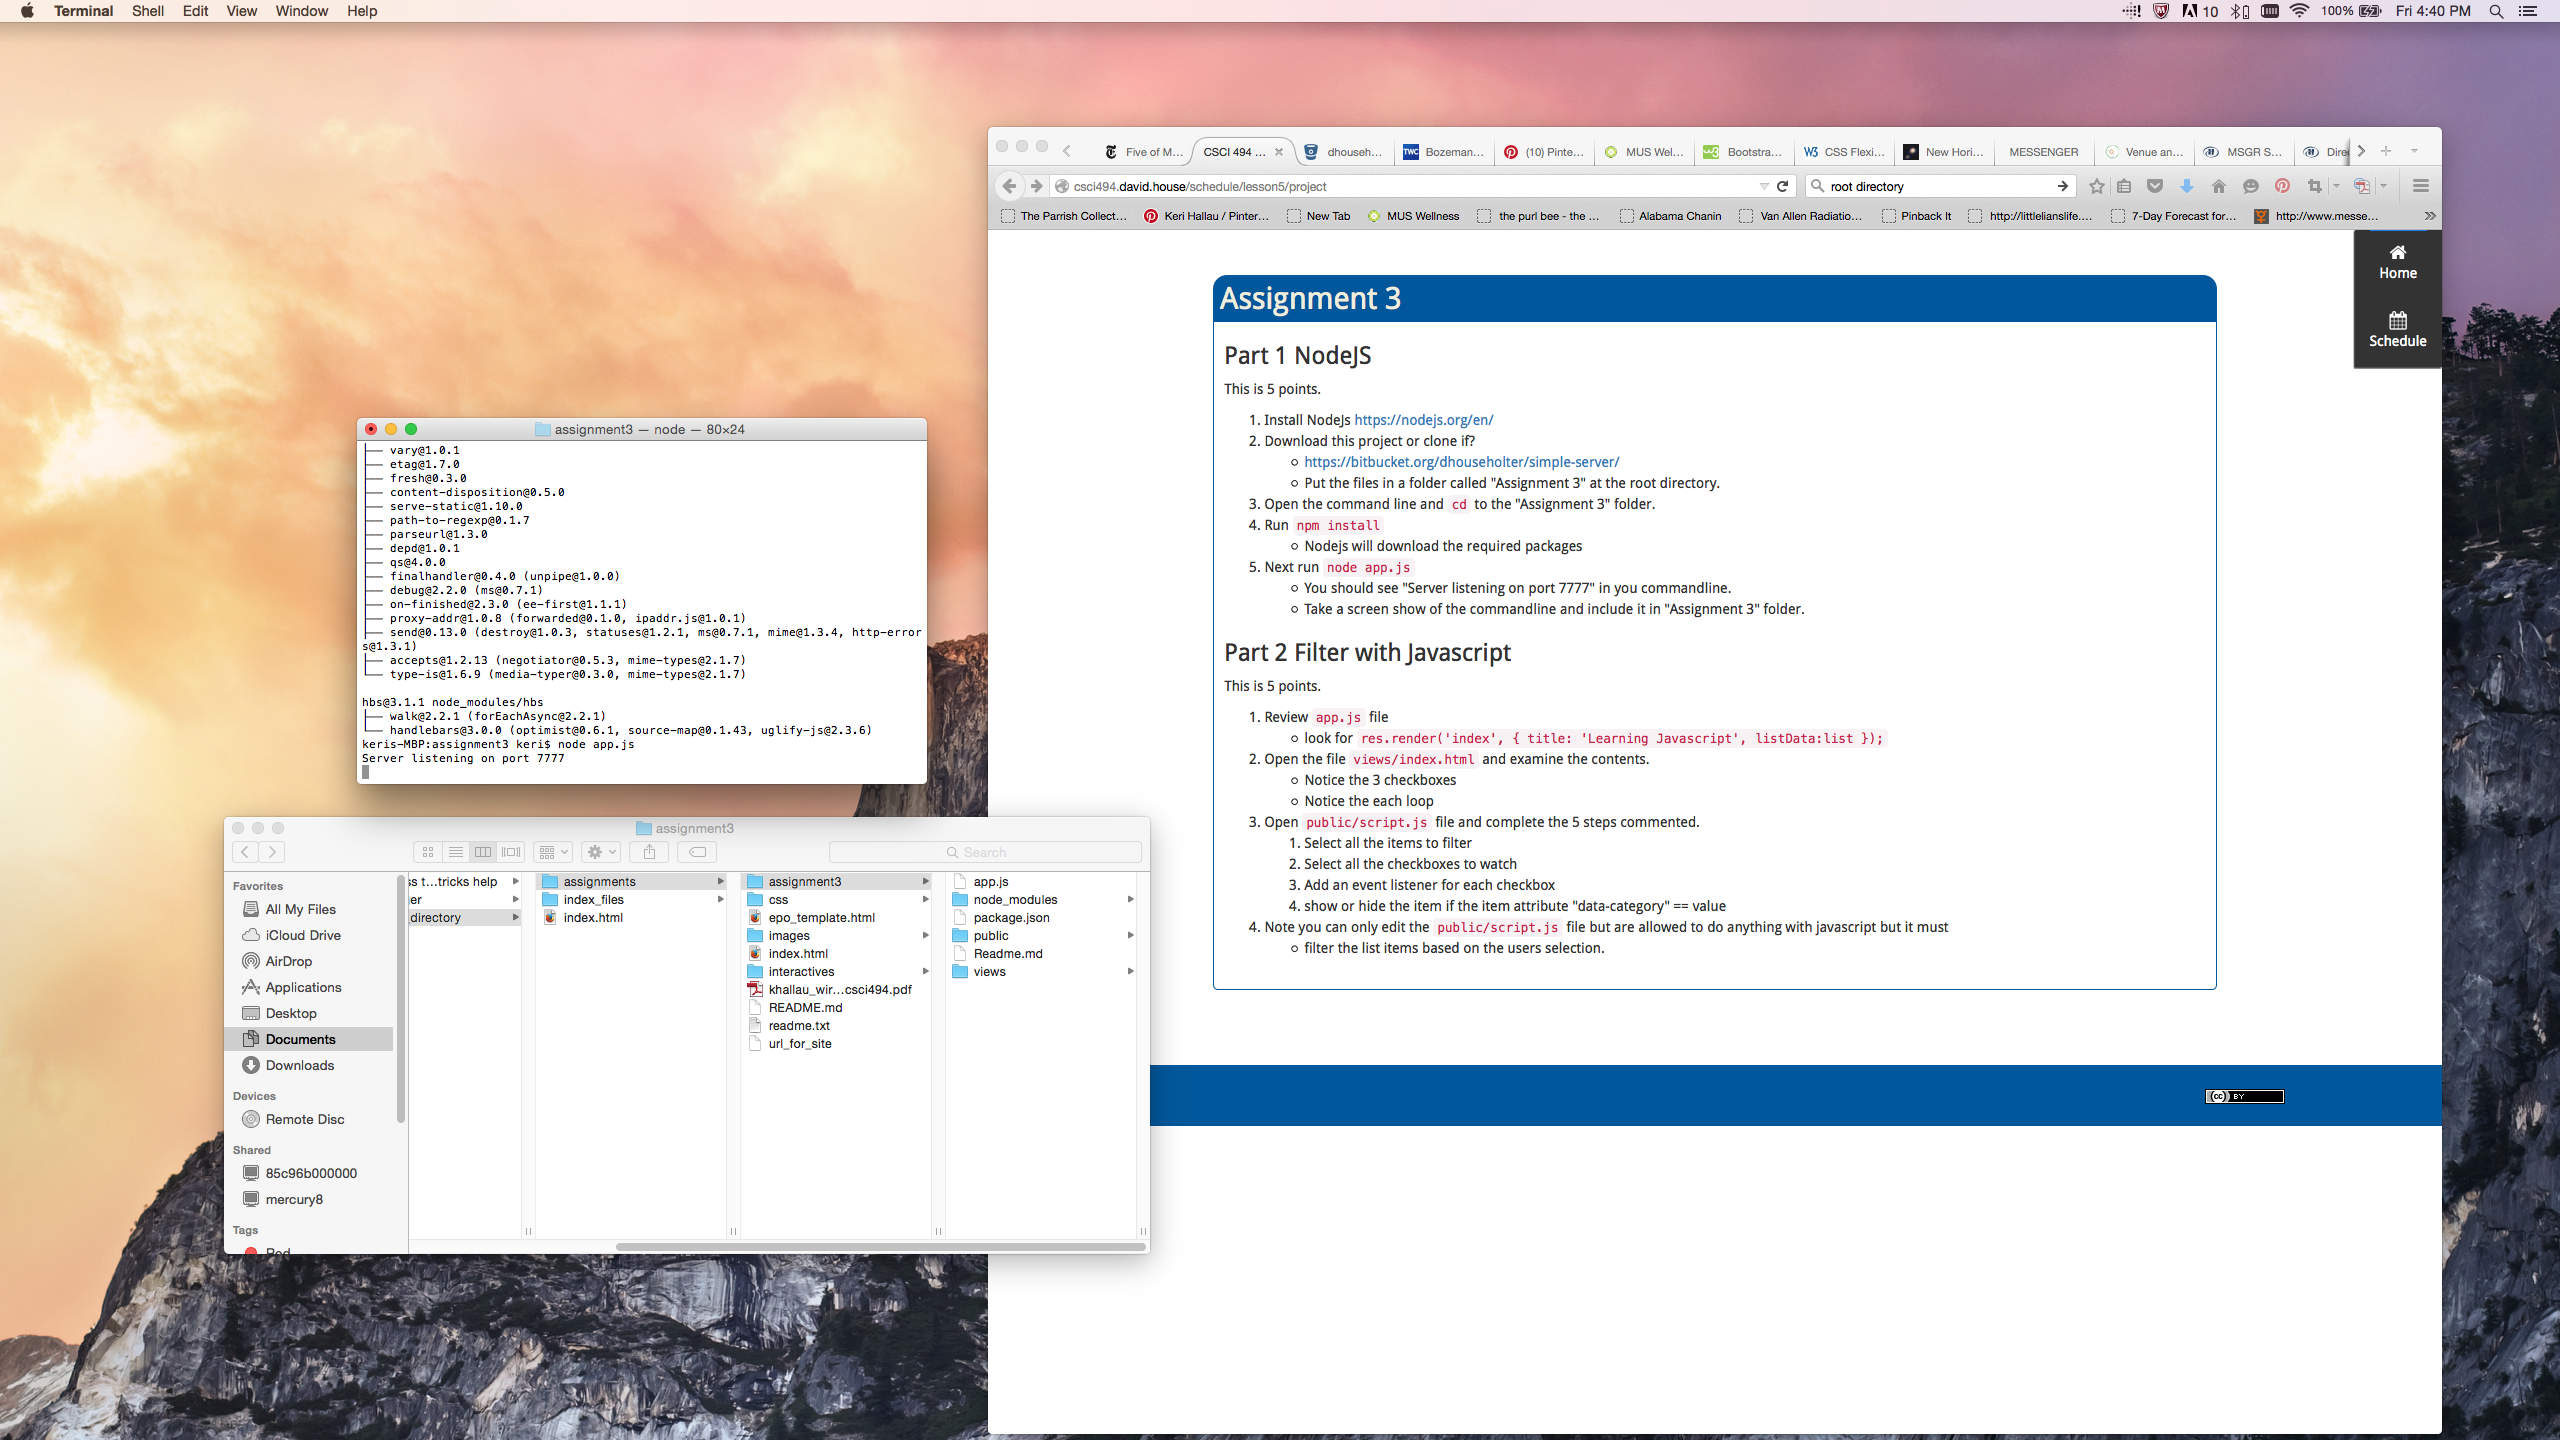 Terminal Shell Edit View Window Help
10
100%
Fri 4:40 PM
assignment3 — node — 80×24
vary@1.0.1
etag@1.7.0
fresh@0.3.0
content-disposition@0.5.0
serve-static@1.10.0
path-to-regexp@0.1.7
parseurl@1.3.0
depd@1.0.1
qs@4.0.0
finalhandler@0.4.0 (unpipe@1.0.0)
debug@2.2.0 (ms@0.7.1)
on-finished@2.3.0 (ee-first@1.1.1)
proxy-addr@1.0.8 (forwarded@0.1.0, ipaddr.js@1.0.1)
send@0.13.0 (destroy@1.0.3, statuses@1.2.1, ms@0.7.1, mime@1.3.4, http-error
s@1.3.1)
accepts@1.2.13 (negotiator@0.5.3, mime-types@2.1.7)
type-is@1.6.9 (media-typer@0.3.0, mime-types@2.1.7)
hbs@3.1.1 node_modules/hbs
walk@2.2.1 (forEachAsync@2.2.1)
handlebars@3.0.0 (optimist@0.6.1, source-map@0.1.43, uglify-js@2.3.6)
keris-MBP:assignment3 keri$ node app.js
Server listening on port 7777
assignment3
Search
Favorites
All My Files
iCloud Drive
AirDrop
Applications
Desktop
Documents
Downloads
Devices
Remote Disc
Shared
85c96b000000
mercury8
Tags
Red
ss t...tricks help
er
directory
assignments
index_files
index.html
assignment3
css
epo_template.html
images
index.html
interactives
khallau_wir...csci494.pdf
README.md
readme.txt
url_for_site
app.js
node_modules
package.json
public
Readme.md
views
Five of M... CSCI 494 ... dhouseh... Bozeman... (10) Pinte... MUS Wel... Bootstra... CSS Flexi... New Hori... MESSENGER Venue an... MSGR S... Dire
csci494.david.house/schedule/lesson5/project
root directory
The Parrish Collect... Keri Hallau / Pinter... New Tab MUS Wellness the purl bee - the ... Alabama Chanin Van Allen Radiatio... Pinback It http://littlelianslife.... 7-Day Forecast for... http://www.messe...
Home
Schedule
Assignment 3
Part 1 NodeJS
This is 5 points.
1. Install NodeJs https://nodejs.org/en/
2. Download this project or clone if?
https://bitbucket.org/dhouseholter/simple-server/
Put the files in a folder called "Assignment 3" at the root directory.
3. Open the command line and cd to the "Assignment 3" folder.
4. Run npm install
Nodejs will download the required packages
5. Next run node app.js
You should see "Server listening on port 7777" in you commandline.
Take a screen show of the commandline and include it in "Assignment 3" folder.
Part 2 Filter with Javascript
This is 5 points.
1. Review app.js file
look for res.render('index', { title: 'Learning Javascript', listData:list });
2. Open the file views/index.html and examine the contents.
Notice the 3 checkboxes
Notice the each loop
3. Open public/script.js file and complete the 5 steps commented.
1. Select all the items to filter
2. Select all the checkboxes to watch
3. Add an event listener for each checkbox
4. show or hide the item if the item attribute "data-category" == value
4. Note you can only edit the public/script.js file but are allowed to do anything with javascript but it must
filter the list items based on the users selection.
cc BY